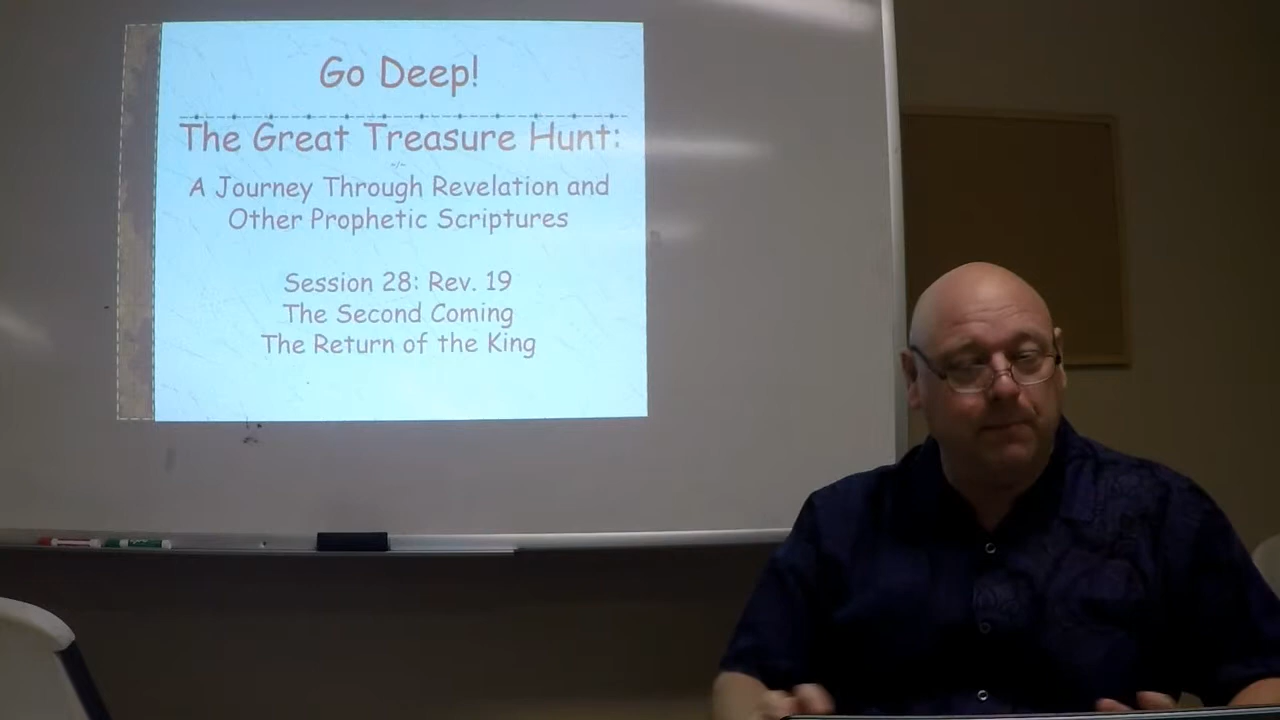 Go Deep!
The Great Treasure Hunt:
A Journey Through Revelation and
Other Prophetic Scriptures
Session 28: Rev. 19
The Second Coming
The Return of the King